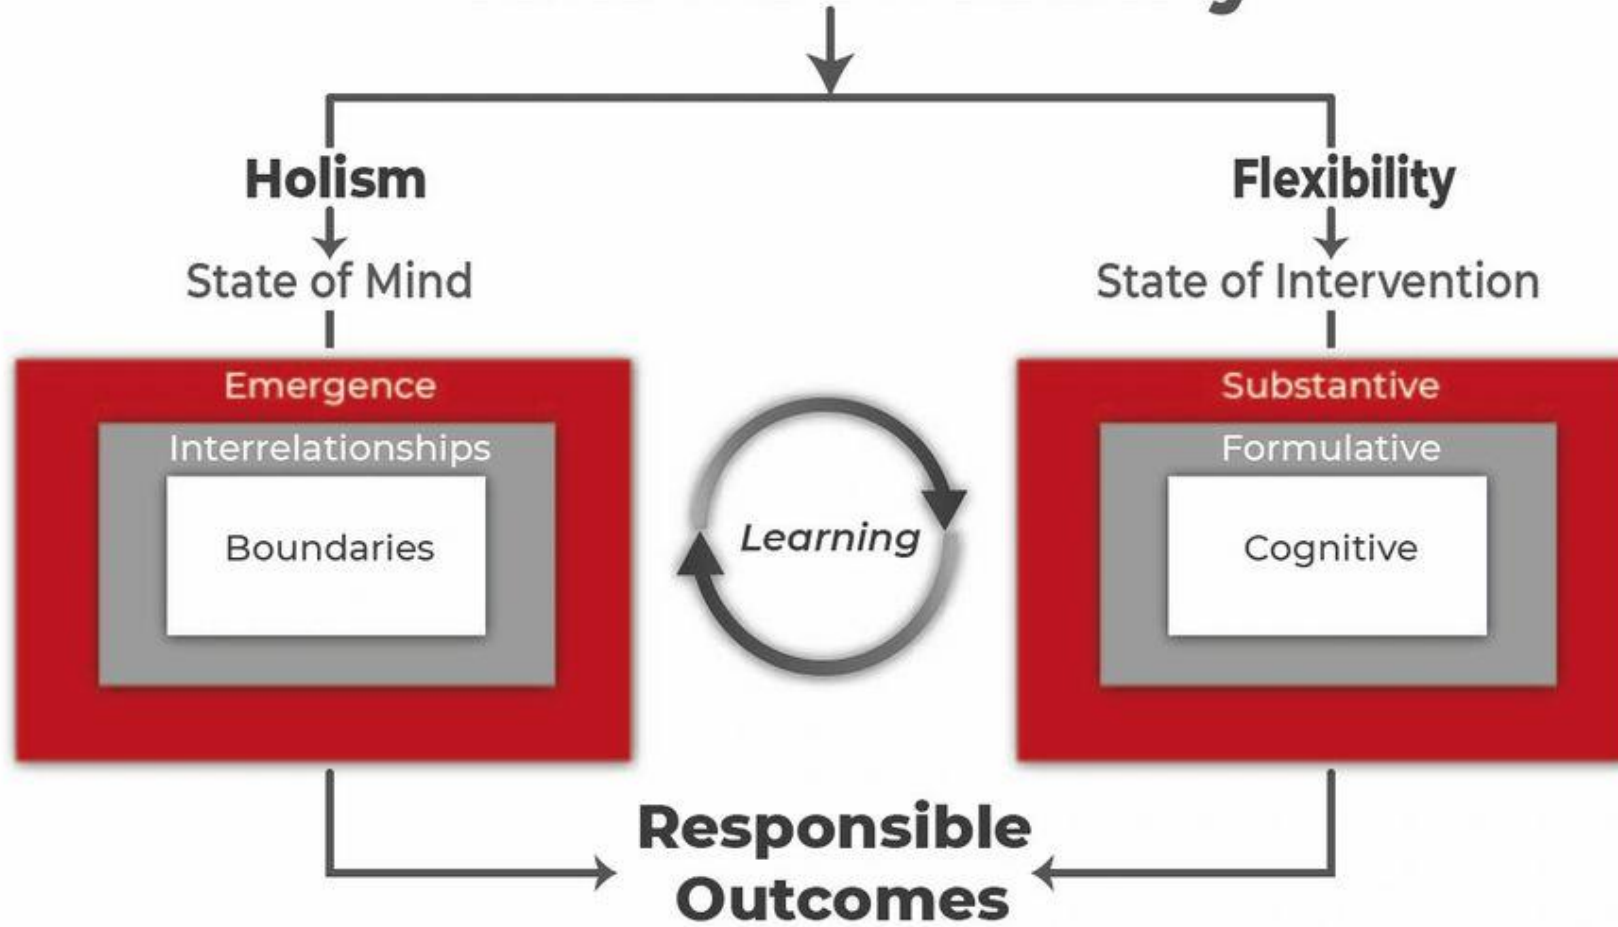 Holism
Flexibility
State of Mind
State of Intervention
Emergence
Interrelationships
Boundaries
Learning
Substantive
Formulative
Cognitive
Responsible
Outcomes